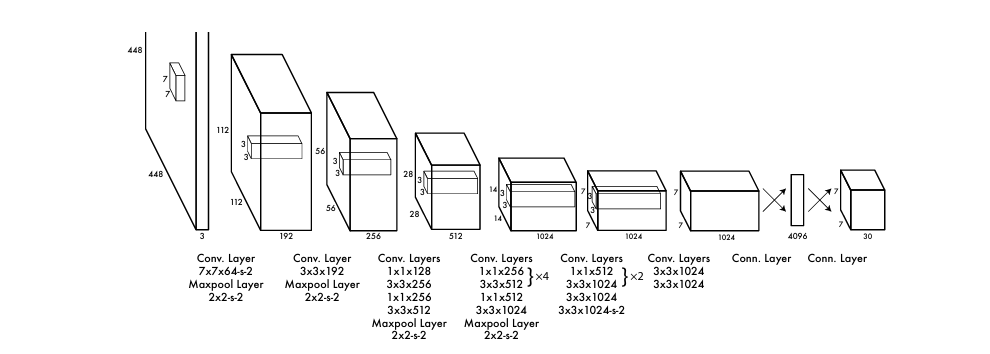 448
7
7
448
3
112
3
3
112
192
56
3
3
56
256
28
3
3
28
512
14
3
3
14
1024
7
3
3
7
1024
7
7
1024
4096
7
7
30
Conv. Layer
7x7x64-s-2
Maxpool Layer
2x2-s-2
Conv. Layer
3x3x192
Maxpool Layer
2x2-s-2
Conv. Layers
1x1x128
3x3x256
1x1x256
3x3x512
Maxpool Layer
2x2-s-2
Conv. Layers
1x1x256
3x3x512
} ×4
1x1x512
3x3x1024
Maxpool Layer
2x2-s-2
Conv. Layers
1x1x512
3x3x1024
} ×2
3x3x1024
3x3x1024-s-2
Conv. Layers
3x3x1024
3x3x1024
Conn. Layer
Conn. Layer